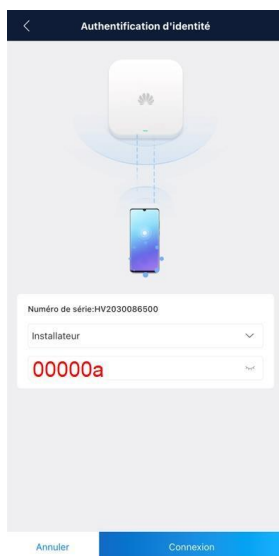 Authentification d'identité
Numéro de série:HV2030086500
Installateur
00000a
Annuler
Connexion